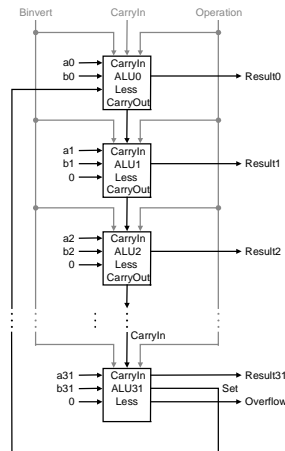 Binvert CarryIn Operation
a0 CarryIn
b0 ALU0 Result0
Less
CarryOut
a1 CarryIn
b1 ALU1 Result1
0 Less
CarryOut
a2 CarryIn
b2 ALU2 Result2
0 Less
CarryOut
CarryIn
a31 CarryIn Result31
b31 ALU31 Set
0 Less Overflow